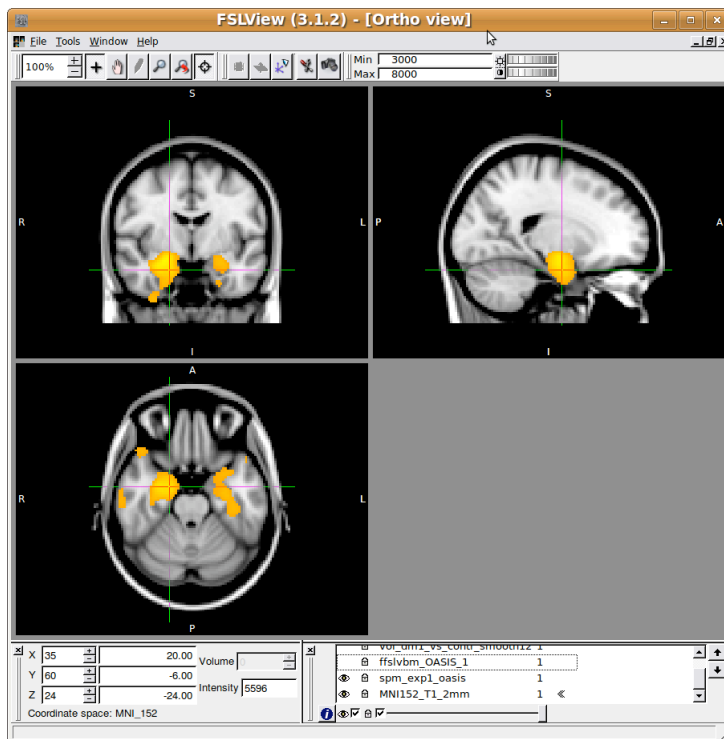 FSLView (3.1.2) - [Ortho view]
File Tools Window Help
100%
Min 3000
Max 8000
S
R
L
I
S
P
A
I
A
R
L
P
X 35 20.00
Y 60 -6.00
Z 24 -24.00
Volume 0
Intensity 5596
Coordinate space: MNI_152
ffslvbm_OASIS_1 1
spm_exp1_oasis 1
MNI152_T1_2mm 1